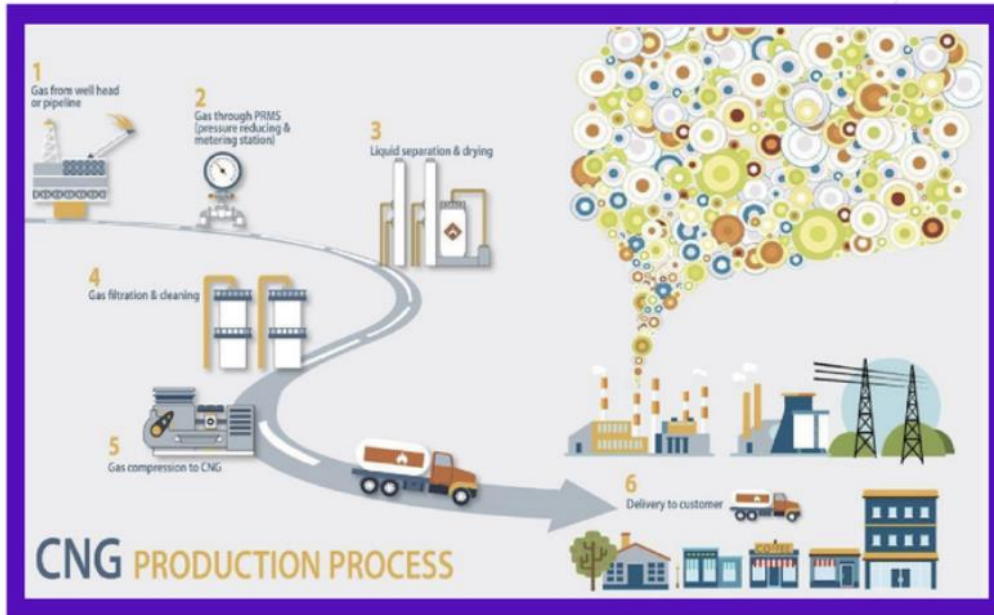 1
Gas from well head
or pipeline
2
Gas through PRMS
(pressure reducing &
metering station)
3
Liquid separation & drying
4
Gas filtration & cleaning
5
Gas compression to CNG
6
Delivery to customer
COFFEE
CNG PRODUCTION PROCESS